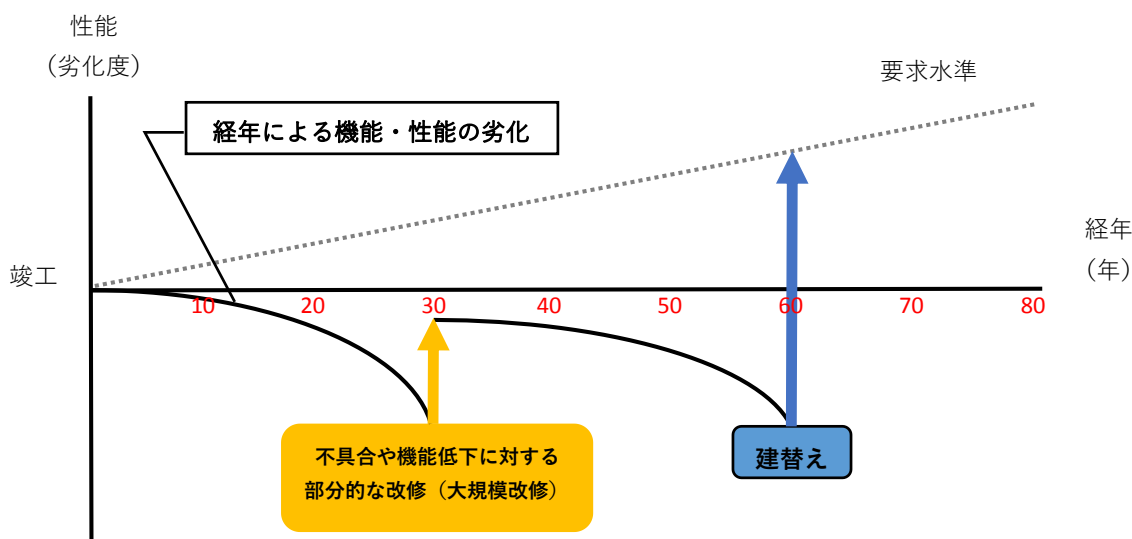 性能
（劣化度）
要求水準
経年による機能・性能の劣化
経年
（年）
竣工
10 20 30 40 50 60 70 80
不具合や機能低下に対する
部分的な改修（大規模改修）
建替え